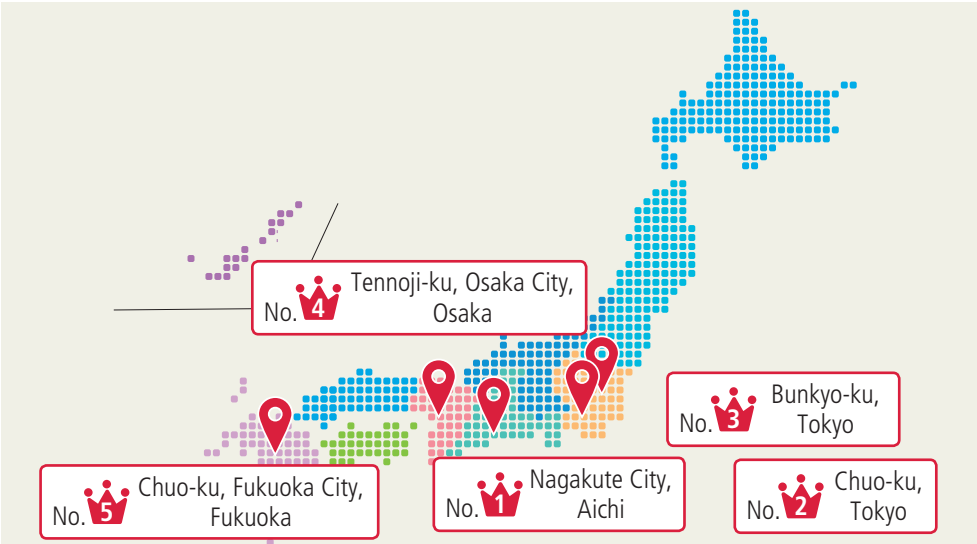 Tennoji-ku, Osaka City,
No. 4 Osaka
Bunkyo-ku,
No. 3 Tokyo
Chuo-ku, Fukuoka City,
No. 5 Fukuoka
Nagakute City,
No. 1 Aichi
Chuo-ku,
No. 2 Tokyo